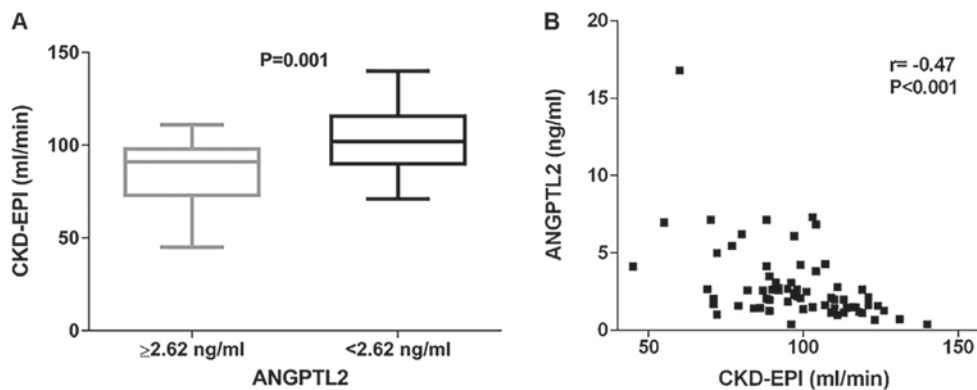 A
P=0.001
CKD-EPI (ml/min)
150
100
50
0
≥2.62 ng/ml
<2.62 ng/ml
ANGPTL2
B
r= -0.47
P<0.001
ANGPTL2 (ng/ml)
20
15
10
5
0
50
100
150
CKD-EPI (ml/min)